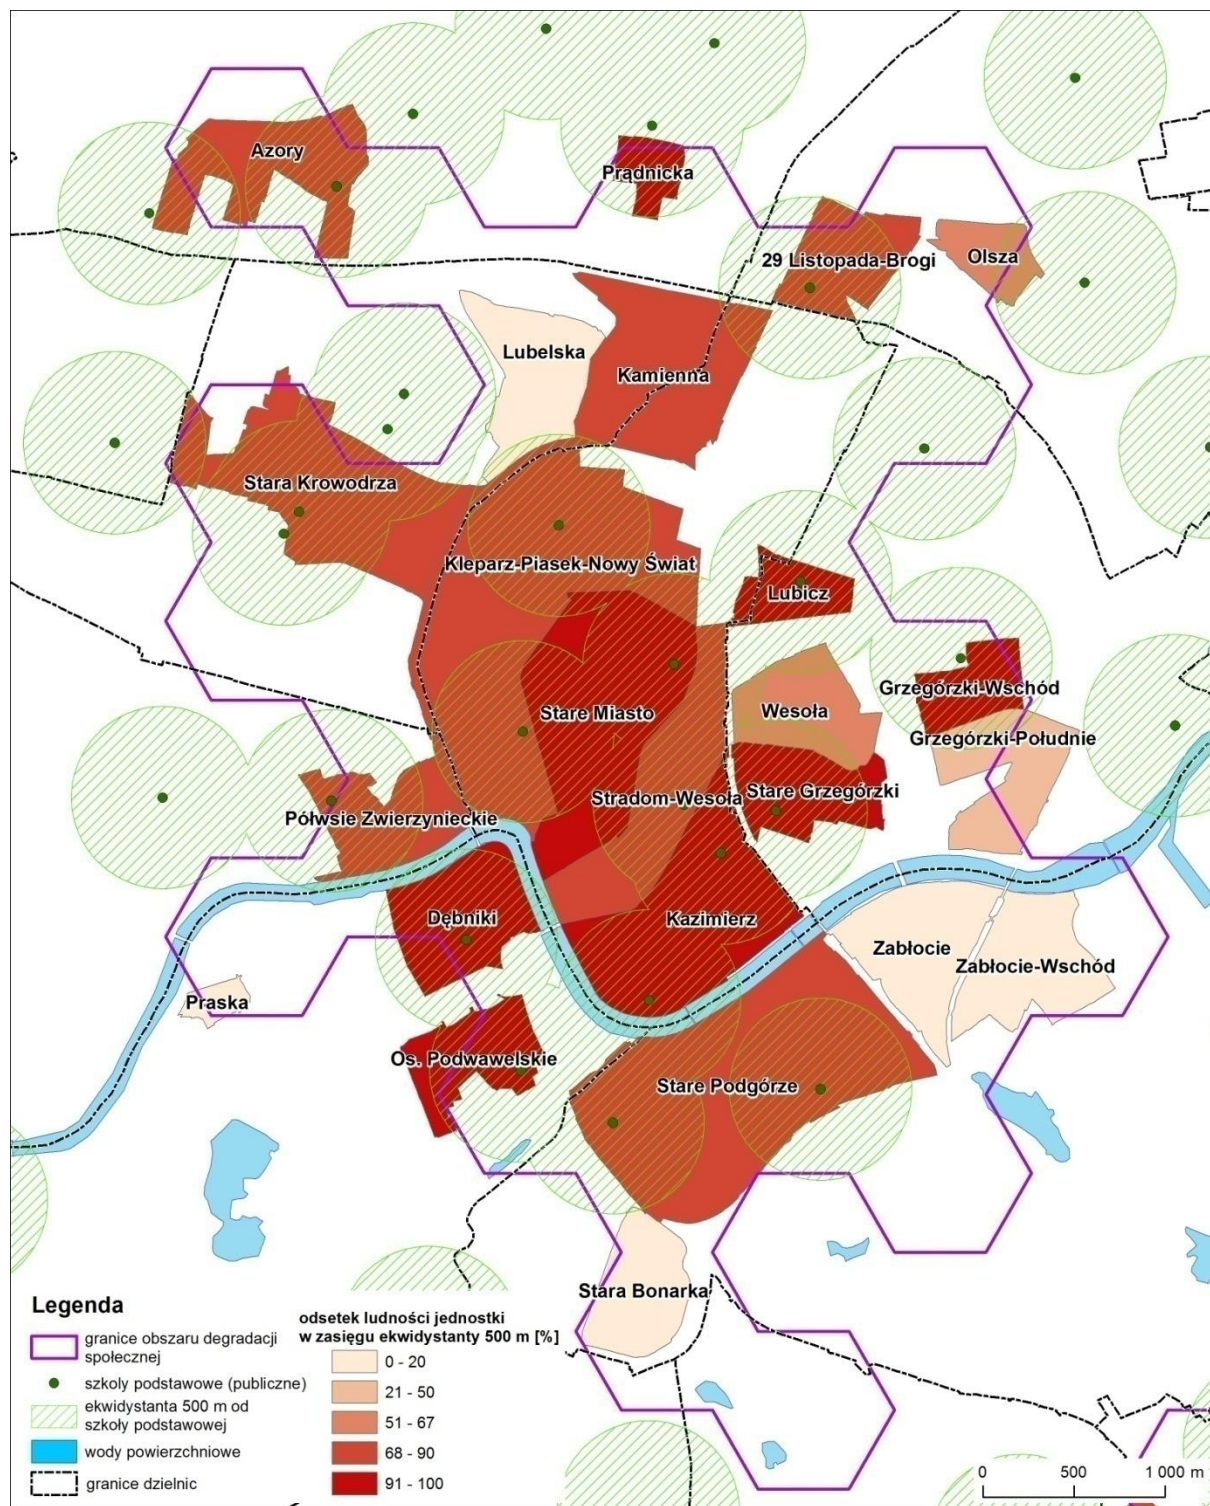 Azory
Prądnicka
29 Listopada-Brogi
Olsza
Lubelska
Kamienna
Stara Krowodrza
Kleparz-Piasek-Nowy Świat
Lubicz
Grzegórzki-Wschód
Stare Miasto
Wesoła
Grzegórzki-Południe
Stradom-Wesoła
Stare Grzegórzki
Półwsie Zwierzynieckie
Dębniki
Kazimierz
Zabłocie
Zabłocie-Wschód
Praska
Os. Podwawelskie
Stare Podgórze
Stara Bonarka
Legenda
granice obszaru degradacji
społecznej
szkoly podstawowe (publiczne)
ekwidystanta 500 m od
szkoły podstawowej
wody powierzchniowe
granice dzielnic
odsetek ludności jednostki
w zasięgu ekwidystanty 500 m [%]
0 - 20
21 - 50
51 - 67
68 - 90
91 - 100
0 500 1 000 m